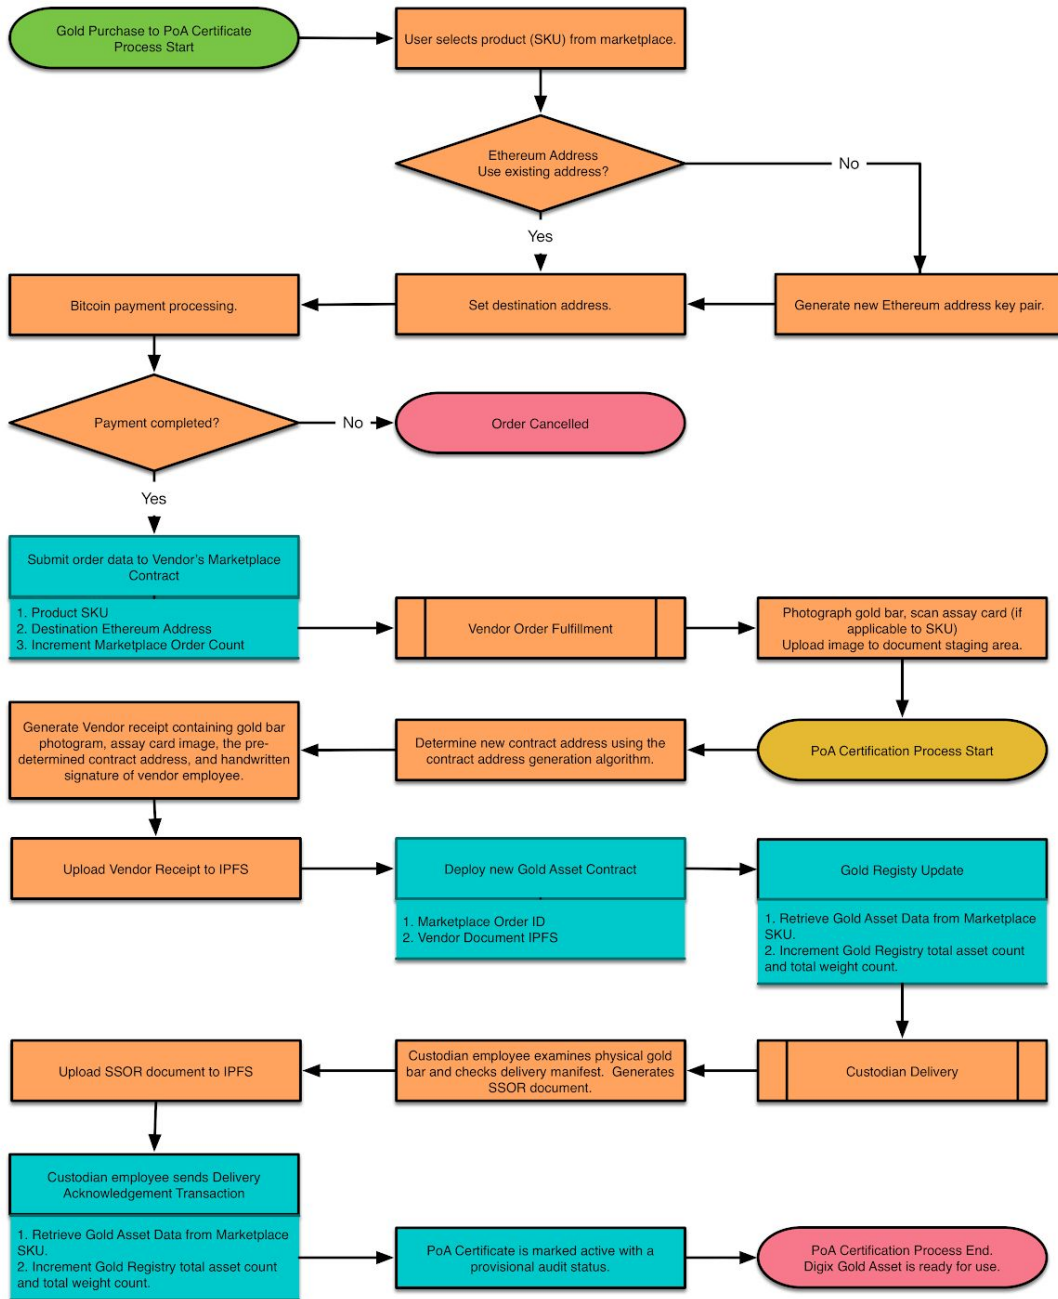 Gold Purchase to PoA Certificate
Process Start
User selects product (SKU) from marketplace.
Ethereum Address
Use existing address?
No
Yes
Bitcoin payment processing.
Set destination address.
Generate new Ethereum address key pair.
Payment completed?
No
Order Cancelled
Yes
Submit order data to Vendor's Marketplace
Contract
1. Product SKU
2. Destination Ethereum Address
3. Increment Marketplace Order Count
Vendor Order Fulfillment
Photograph gold bar, scan assay card (if
applicable to SKU)
Upload image to document staging area.
Generate Vendor receipt containing gold bar
photogram, assay card image, the pre-
determined contract address, and handwritten
signature of vendor employee.
Determine new contract address using the
contract address generation algorithm.
PoA Certification Process Start
Upload Vendor Receipt to IPFS
Deploy new Gold Asset Contract
1. Marketplace Order ID
2. Vendor Document IPFS
Gold Registy Update
1. Retrieve Gold Asset Data from Marketplace
SKU.
2. Increment Gold Registry total asset count
and total weight count.
Upload SSOR document to IPFS
Custodian employee examines physical gold
bar and checks delivery manifest.  Generates
SSOR document.
Custodian Delivery
Custodian employee sends Delivery
Acknowledgement Transaction
1. Retrieve Gold Asset Data from Marketplace
SKU.
2. Increment Gold Registry total asset count
and total weight count.
PoA Certificate is marked active with a
provisional audit status.
PoA Certification Process End.
Digix Gold Asset is ready for use.